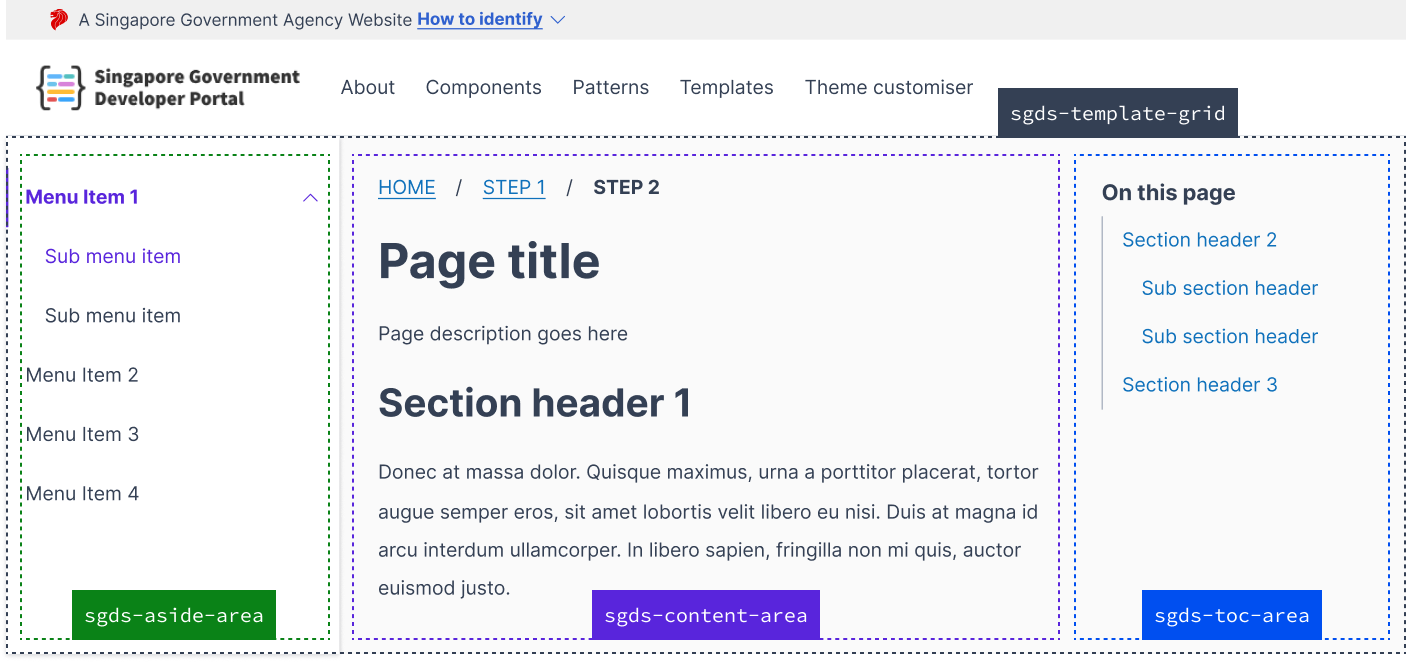 A Singapore Government Agency Website How to identify
Singapore Government
Developer Portal
About Components Patterns Templates Theme customiser
sgds-template-grid
Menu Item 1
Sub menu item
Sub menu item
Menu Item 2
Menu Item 3
Menu Item 4
sgds-aside-area
HOME / STEP 1 / STEP 2
Page title
Page description goes here
Section header 1
Donec at massa dolor. Quisque maximus, urna a porttitor placerat, tortor
augue semper eros, sit amet lobortis velit libero eu nisi. Duis at magna id
arcu interdum ullamcorper. In libero sapien, fringilla non mi quis, auctor
euismod justo.
sgds-content-area
On this page
Section header 2
Sub section header
Sub section header
Section header 3
sgds-toc-area